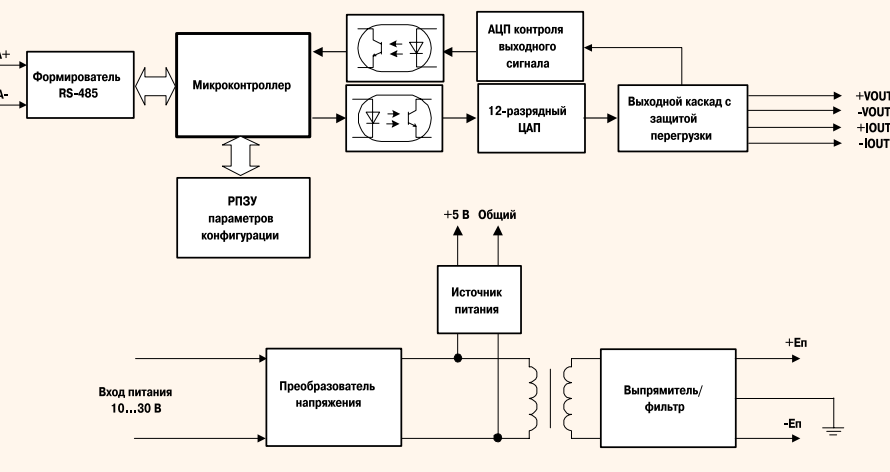 A+
A-
Формирователь
RS-485
Микроконтроллер
АЦП контроля
выходного
сигнала
12-разрядный
ЦАП
Выходной каскад с
защитой
перегрузки
+VOUT
-VOUT
+IOUT
-IOUT
РПЗУ
параметров
конфигурации
+5 В Общий
Источник
питания
Вход питания
10...30 В
Преобразователь
напряжения
Выпрямитель/
фильтр
+Еп
-Еп